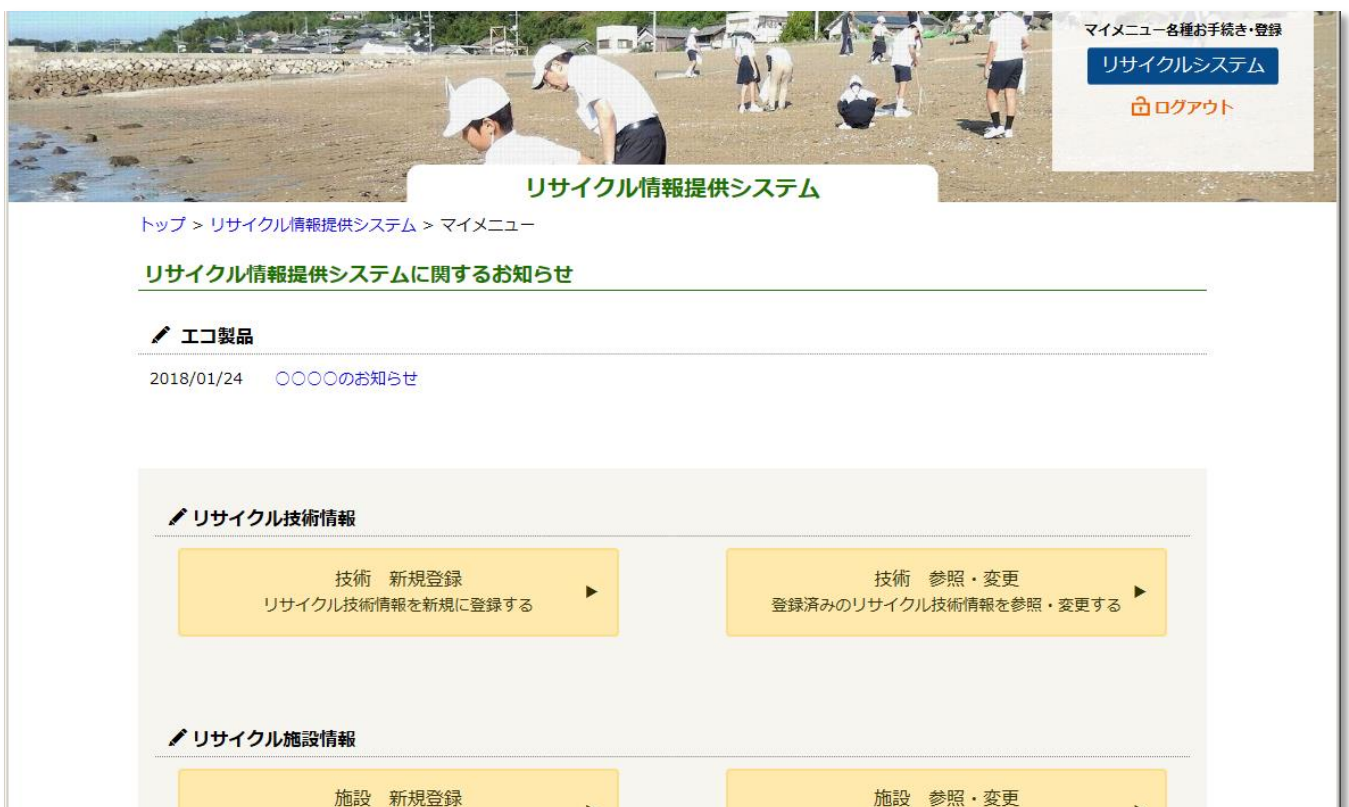 マイメニュー各種お手続き・登録
リサイクルシステム
ログアウト
リサイクル情報提供システム
トップ > リサイクル情報提供システム > マイメニュー
リサイクル情報提供システムに関するお知らせ
エコ製品
2018/01/24 ○○○○のお知らせ
リサイクル技術情報
技術 新規登録
リサイクル技術情報を新規に登録する
技術 参照・変更
登録済みのリサイクル技術情報を参照・変更する
リサイクル施設情報
施設 新規登録
施設 参照・変更